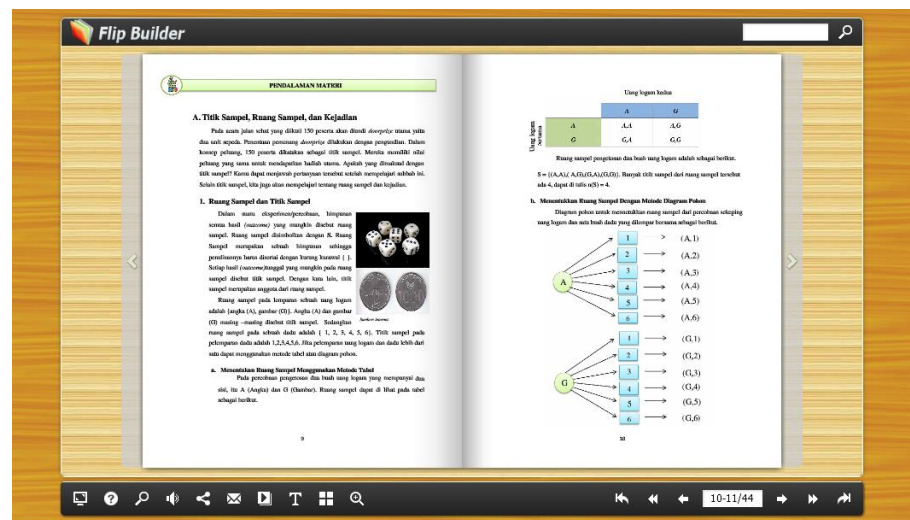 Flip Builder
PENDALAMAN MATERI
A. Titik Sampel, Ruang Sampel, dan Kejadian
Pada acara jalan sehat yang diikuti 150 peserta akan diundi doorprize utama yaitu
dua unit sepeda. Penentuan pemenang doorprize dilakukan dengan pengundian. Dalam
konsep peluang, 150 peserta dikatakan sebagai titik sampel. Mereka memiliki nilai
peluang yang sama untuk mendapatkan hadiah utama. Apakah yang dimaksud dengan
titik sampel? Kamu dapat menjawab pertanyaan tersebut setelah mempelajari subbab ini.
Selain titik sampel, kita juga akan mempelajari tentang ruang sampel dan kejadian.
1. Ruang Sampel dan Titik Sampel
Dalam suatu eksperimen/percobaan, himpunan
semua hasil (outcome) yang mungkin disebut ruang
sampel. Ruang sampel disimbolkan dengan S. Ruang
Sampel merupakan sebuah himpunan sehingga
penulisannya harus disertai dengan kurung kurawal { }.
Setiap hasil (outcome)tunggal yang mungkin pada ruang
sampel disebut titik sampel. Dengan kata lain, titik
sampel merupakan anggota dari ruang sampel.
Ruang sampel pada lemparan sebuah uang logam
adalah {angka (A), gambar (G)}. Angka (A) dan gambar
(G) masing –masing disebut titik sampel. Sedangkan
Sumber: internet
ruang sampel pada sebuah dadu adalah { 1, 2, 3, 4, 5, 6}. Titik sampel pada
pelemparan dadu adalah 1,2,3,4,5,6. Jika pelemparan uang logam dan dadu lebih dari
satu dapat menggunakan metode tabel atau diagram pohon.
a. Menentukan Ruang Sampel Menggunakan Metode Tabel
Pada percobaan pengetosan dua buah uang logam yang mempunyai dua
sisi, itu A (Angka) dan G (Gambar). Ruang sampel dapat di lihat pada tabel
sebagai berikut.
9
Uang logam kedua
A G
Uang logam pertama
A A,A A,G
G G,A G,G
Ruang sampel pengetosan dua buah uang logam adalah sebagai berikut.
S = {(A,A),( A,G),(G,A),(G,G)}. Banyak titik sampel dari ruang sampel tersebut
ada 4, dapat di tulis n(S) = 4.
b. Menentukkan Ruang Sampel Dengan Metode Diagram Pohon
Diagram pohon untuk menentukkan ruang sampel dari percobaan sekeping
uang logam dan satu buah dadu yang dilempar bersama sebagai berikut.
A
1 > (A,1)
2 (A,2)
3 (A,3)
4 (A,4)
5 (A,5)
6 (A,6)
G
1 (G,1)
2 (G,2)
3 (G,3)
4 (G,4)
5 (G,5)
6 (G,6)
10-11/44